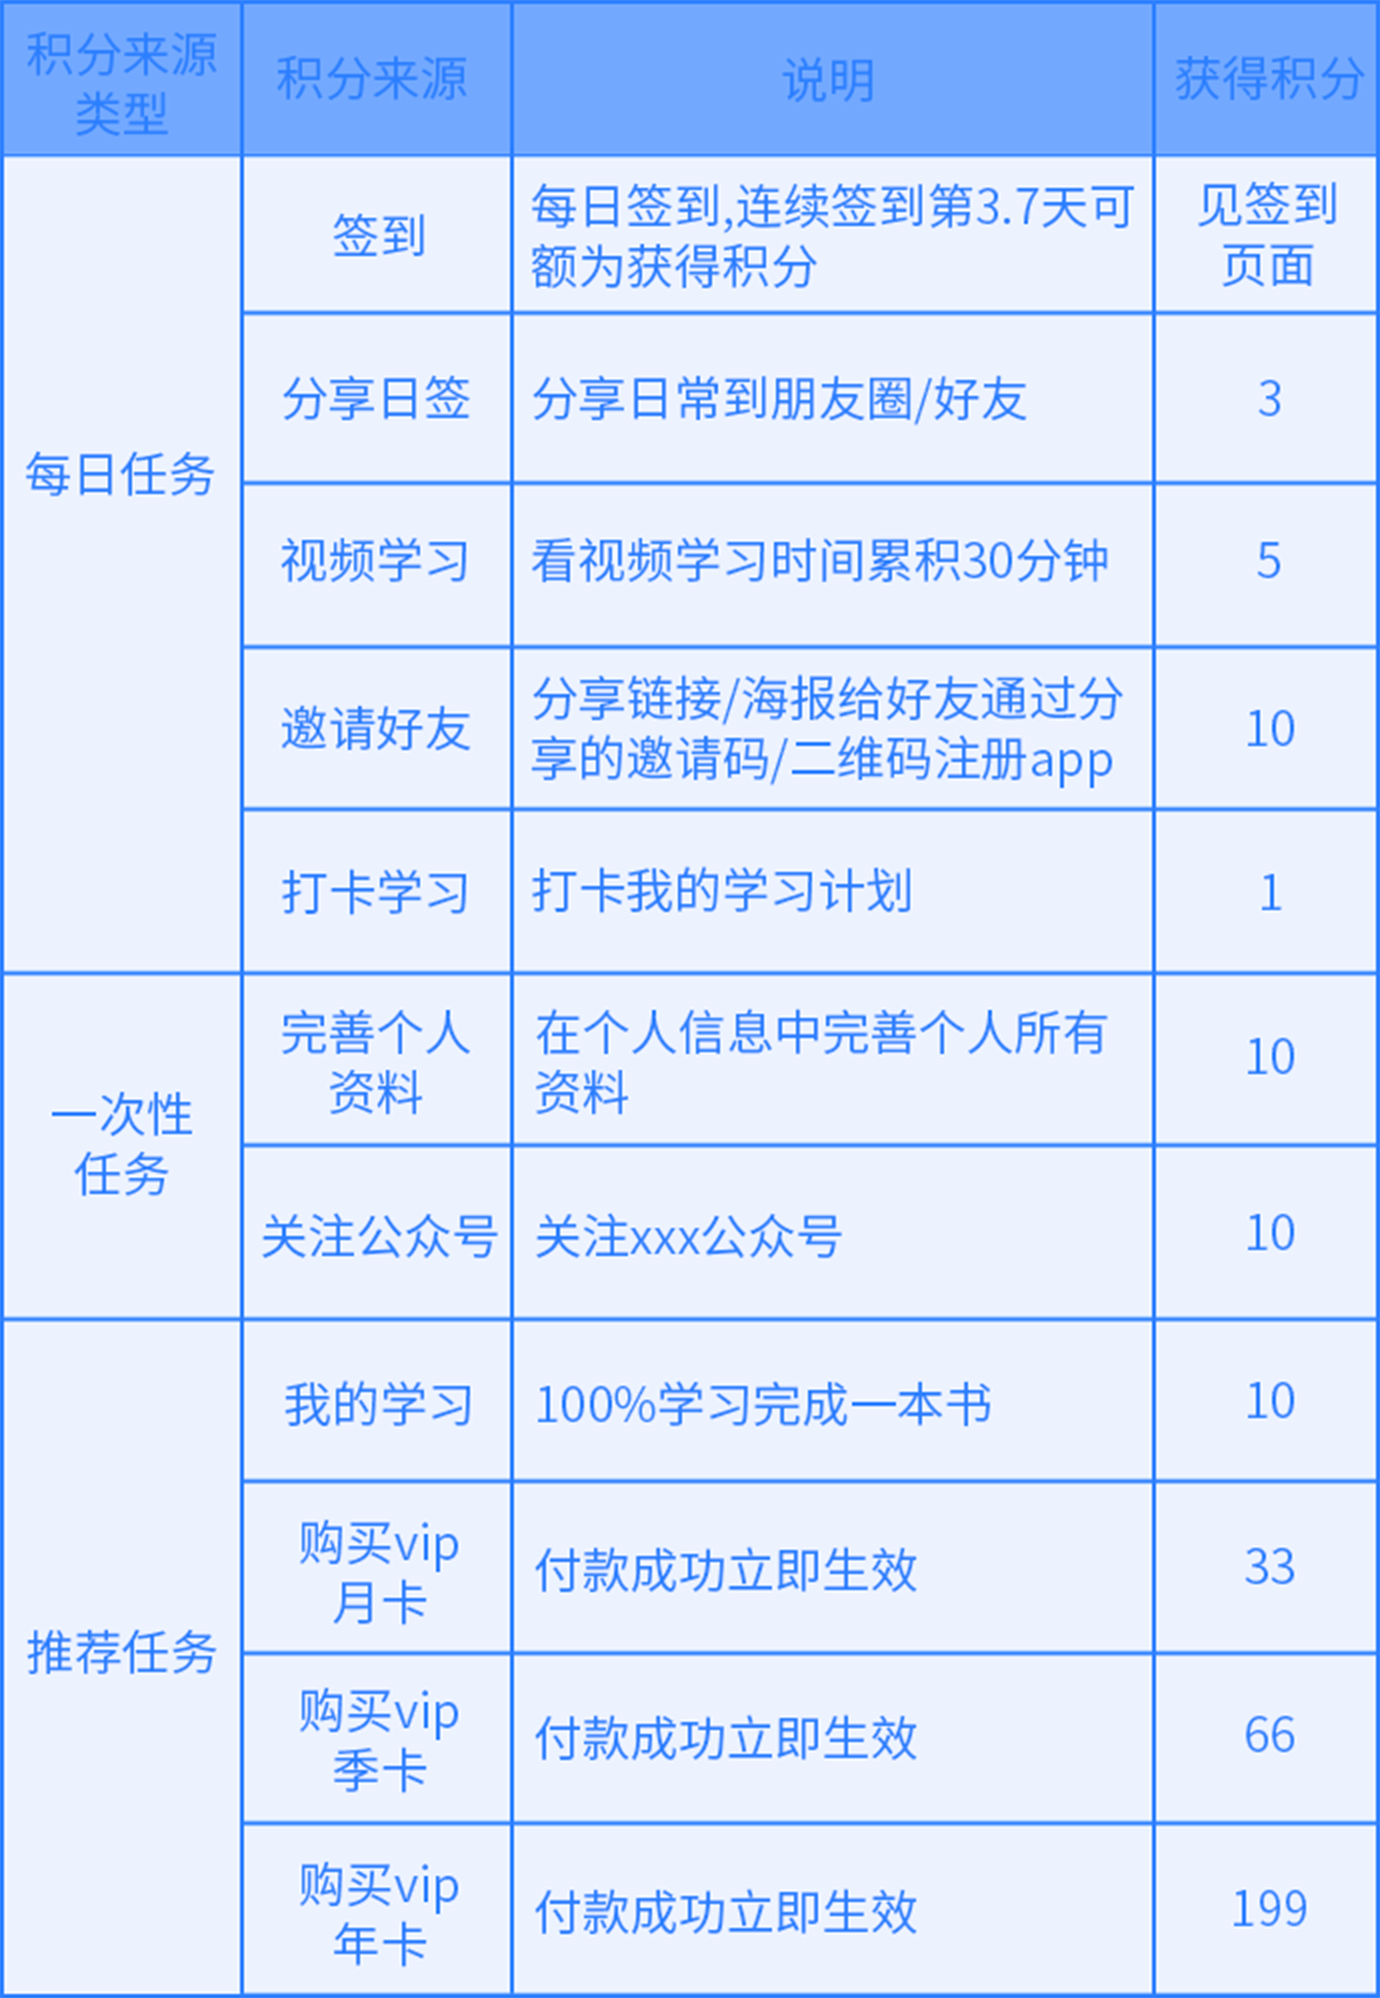 积分来源
类型
积分来源
说明
获得积分
每日任务
签到
每日签到,连续签到第3.7天可
额为获得积分
见签到
页面
分享日签
分享日常到朋友圈/好友
3
视频学习
看视频学习时间累积30分钟
5
邀请好友
分享链接/海报给好友通过分
享的邀请码/二维码注册app
10
打卡学习
打卡我的学习计划
1
一次性
任务
完善个人
资料
在个人信息中完善个人所有
资料
10
关注公众号
关注xxx公众号
10
推荐任务
我的学习
100%学习完成一本书
10
购买vip
月卡
付款成功立即生效
33
购买vip
季卡
付款成功立即生效
66
购买vip
年卡
付款成功立即生效
199